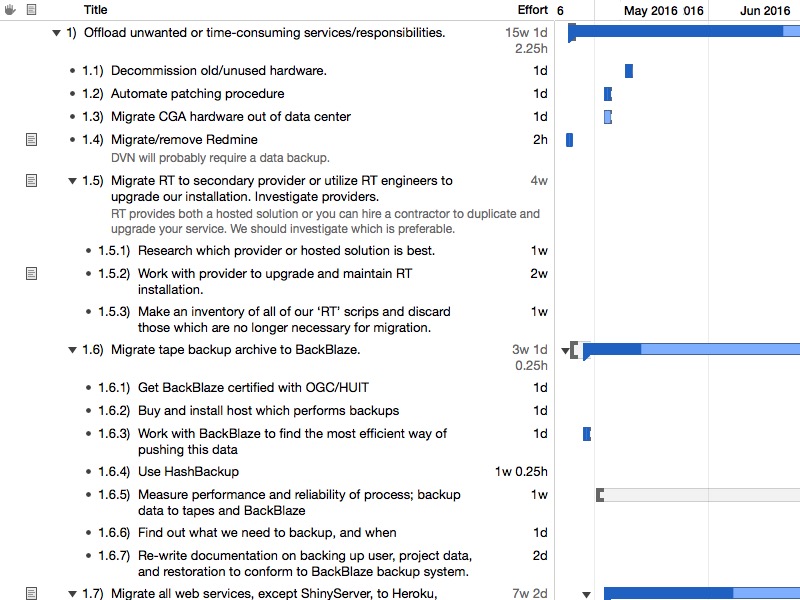 Title Effort 6 May 2016 016 Jun 2016
1) Offload unwanted or time-consuming services/responsibilities. 15w 1d
2.25h
1.1) Decommission old/unused hardware. 1d
1.2) Automate patching procedure 1d
1.3) Migrate CGA hardware out of data center 1d
1.4) Migrate/remove Redmine 2h
DVN will probably require a data backup.
1.5) Migrate RT to secondary provider or utilize RT engineers to 4w
upgrade our installation. Investigate providers.
RT provides both a hosted solution or you can hire a contractor to duplicate and
upgrade your service. We should investigate which is preferable.
1.5.1) Research which provider or hosted solution is best. 1w
1.5.2) Work with provider to upgrade and maintain RT 2w
installation.
1.5.3) Make an inventory of all of our ‘RT’ scrips and discard 1w
those which are no longer necessary for migration.
1.6) Migrate tape backup archive to BackBlaze. 3w 1d
0.25h
1.6.1) Get BackBlaze certified with OGC/HUIT 1d
1.6.2) Buy and install host which performs backups 1d
1.6.3) Work with BackBlaze to find the most efficient way of 1d
pushing this data
1.6.4) Use HashBackup 1w 0.25h
1.6.5) Measure performance and reliability of process; backup 1w
data to tapes and BackBlaze
1.6.6) Find out what we need to backup, and when 1d
1.6.7) Re-write documentation on backing up user, project data, 2d
and restoration to conform to BackBlaze backup system.
1.7) Migrate all web services, except ShinyServer, to Heroku, 7w 2d